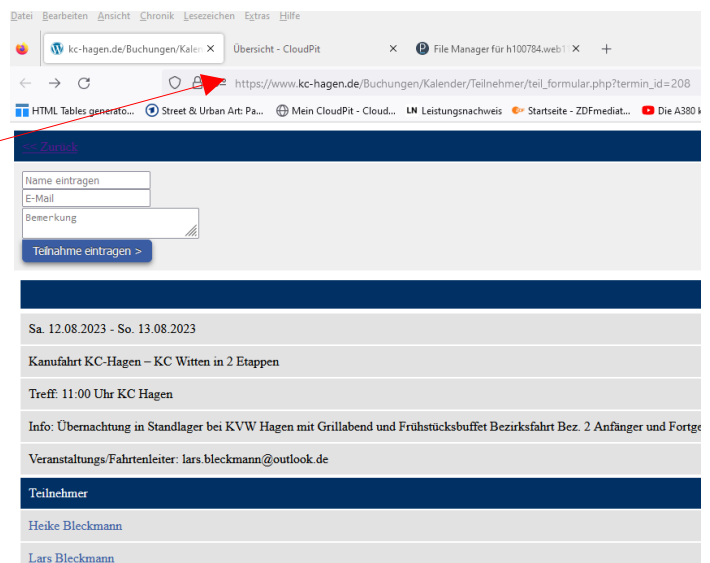 Datei Bearbeiten Ansicht Chronik Lesezeichen Extras Hilfe
kc-hagen.de/Buchungen/Kalen
Übersicht - CloudPit
File Manager für h100784.web1
https://www.kc-hagen.de/Buchungen/Kalender/Teilnehmer/teil_formular.php?termin_id=208
HTML Tables generato... Street & Urban Art: Pa... Mein CloudPit - Cloud... LN Leistungsnachweis Startseite - ZDFmediat... Die A380 k
<< Zurück
Name eintragen
E-Mail
Bemerkung
Teilnahme eintragen >
Sa. 12.08.2023 - So. 13.08.2023
Kanufahrt KC-Hagen – KC Witten in 2 Etappen
Treff: 11:00 Uhr KC Hagen
Info: Übernachtung in Standlager bei KVW Hagen mit Grillabend und Frühstücksbuffet Bezirksfahrt Bez. 2 Anfänger und Fortge
Veranstaltungs/Fahrtenleiter: lars.bleckmann@outlook.de
Teilnehmer
Heike Bleckmann
Lars Bleckmann